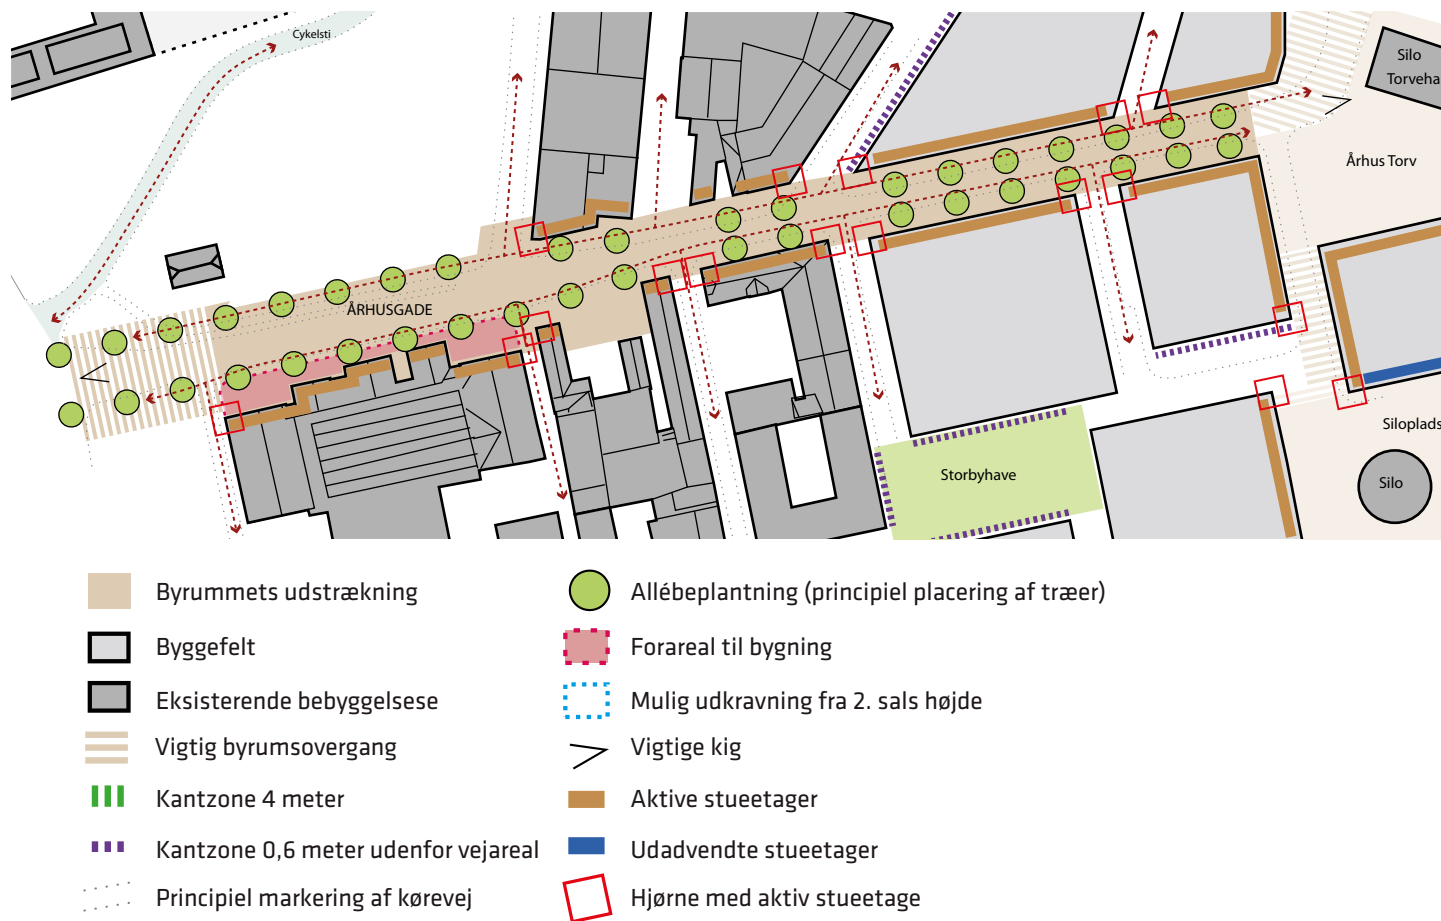 Cykelsti
Silo
Torveha
Århus Torv
ÅRHUSGADE
Storbyhave
Siloplads
Silo
Byrummets udstrækning
Byggefelt
Eksisterende bebyggelsese
Vigtig byrumsovergang
Kantzone 4 meter
Kantzone 0,6 meter udenfor vejareal
Principiel markering af kørevej
Allébeplantning (principiel placering af træer)
Forareal til bygning
Mulig udkravning fra 2. sals højde
Vigtige kig
Aktive stueetager
Udadvendte stueetager
Hjørne med aktiv stueetage